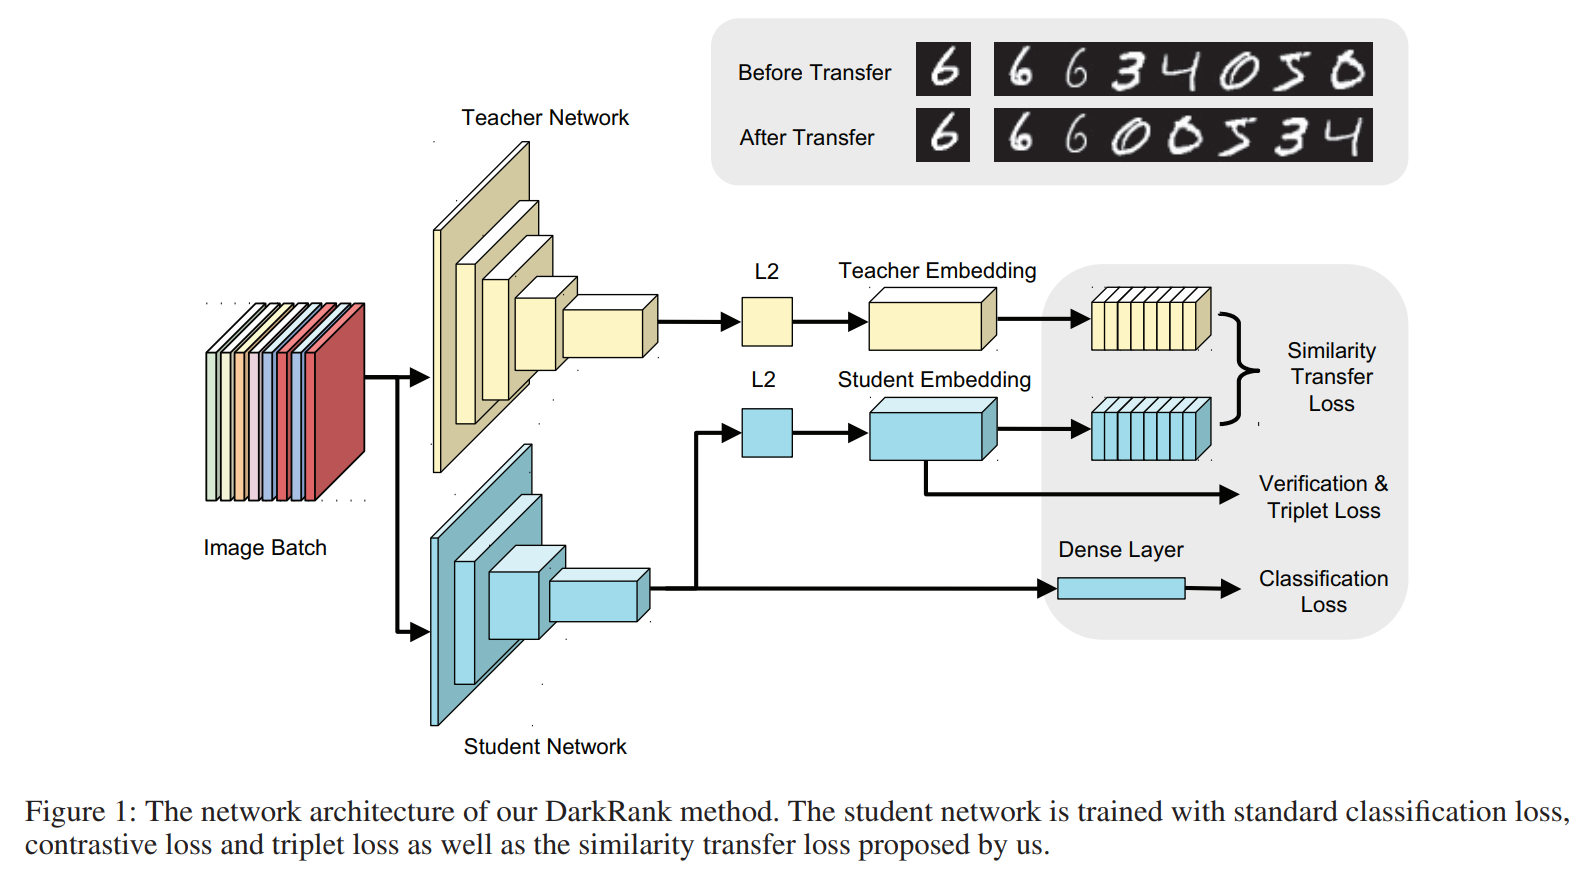 Before Transfer
6 6 6 3 4 0 5 0
After Transfer
6 6 6 0 0 5 3 4
Teacher Network
L2
Teacher Embedding
Similarity
Transfer
Loss
L2
Student Embedding
Verification &
Triplet Loss
Image Batch
Dense Layer
Classification
Loss
Student Network
Figure 1: The network architecture of our DarkRank method. The student network is trained with standard classification loss,
contrastive loss and triplet loss as well as the similarity transfer loss proposed by us.